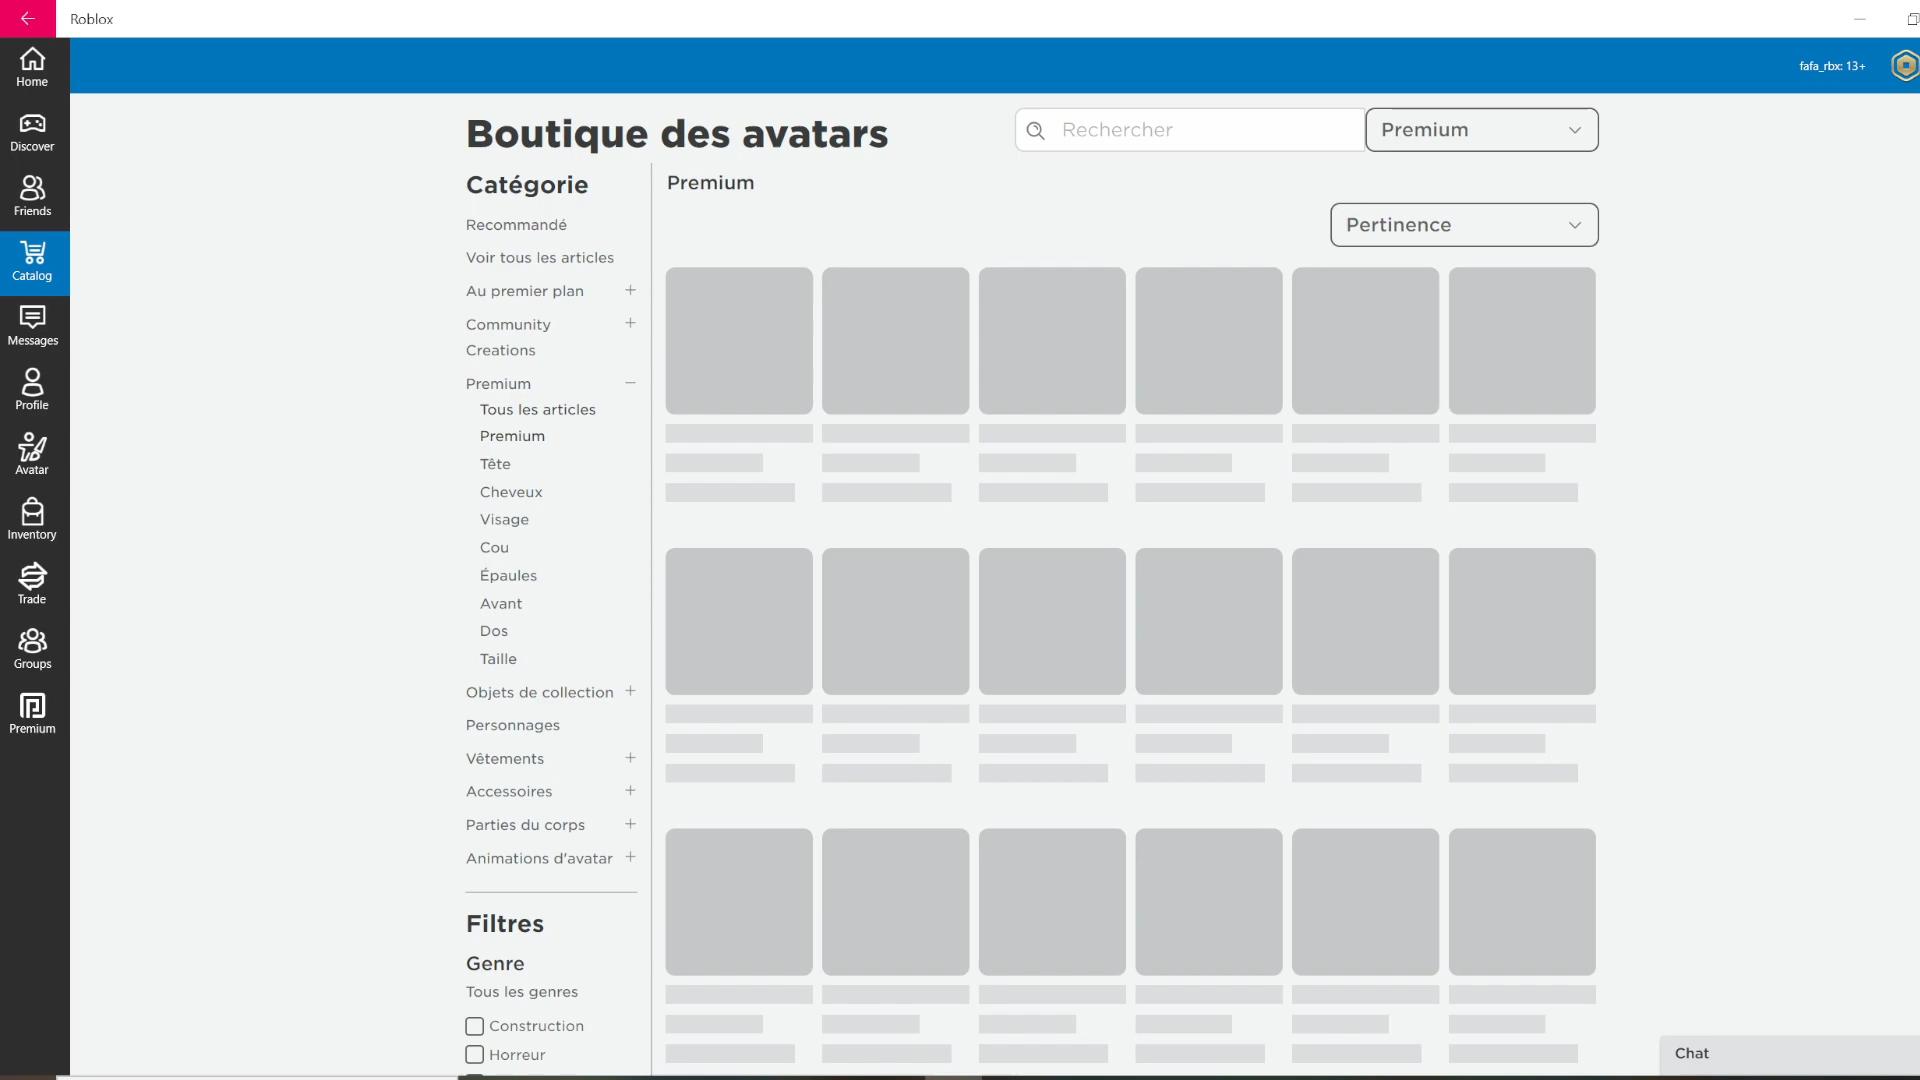 Roblox
fafa_rbx: 13+
Home
Discover
Friends
Catalog
Messages
Profile
Avatar
Inventory
Trade
Groups
Premium
Boutique des avatars
Rechercher
Premium
Catégorie
Recommandé
Voir tous les articles
Au premier plan +
Community +
Creations
Premium −
Tous les articles
Premium
Tête
Cheveux
Visage
Cou
Épaules
Avant
Dos
Taille
Objets de collection +
Personnages
Vêtements +
Accessoires +
Parties du corps +
Animations d'avatar +
Filtres
Genre
Tous les genres
Construction
Horreur
Premium
Pertinence
Chat